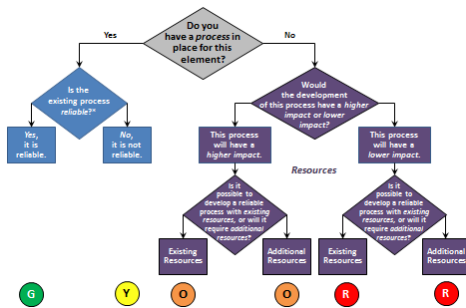 Do you
have a process in
place for this
element?
Yes
No
Is the
existing process
reliable?*
Would
the development
of this process have a higher
impact or lower
impact?
Yes,
it is
reliable.
No,
it is not
reliable.
This process
will have a
higher impact.
This process
will have a
lower impact.
Resources
Is it
possible to
develop a reliable
process with existing
resources, or will it
require additional
resources?
Is it
possible to
develop a reliable
process with existing
resources, or will it
require additional
resources?
Existing
Resources
Additional
Resources
Existing
Resources
Additional
Resources
G
Y
O
O
R
R